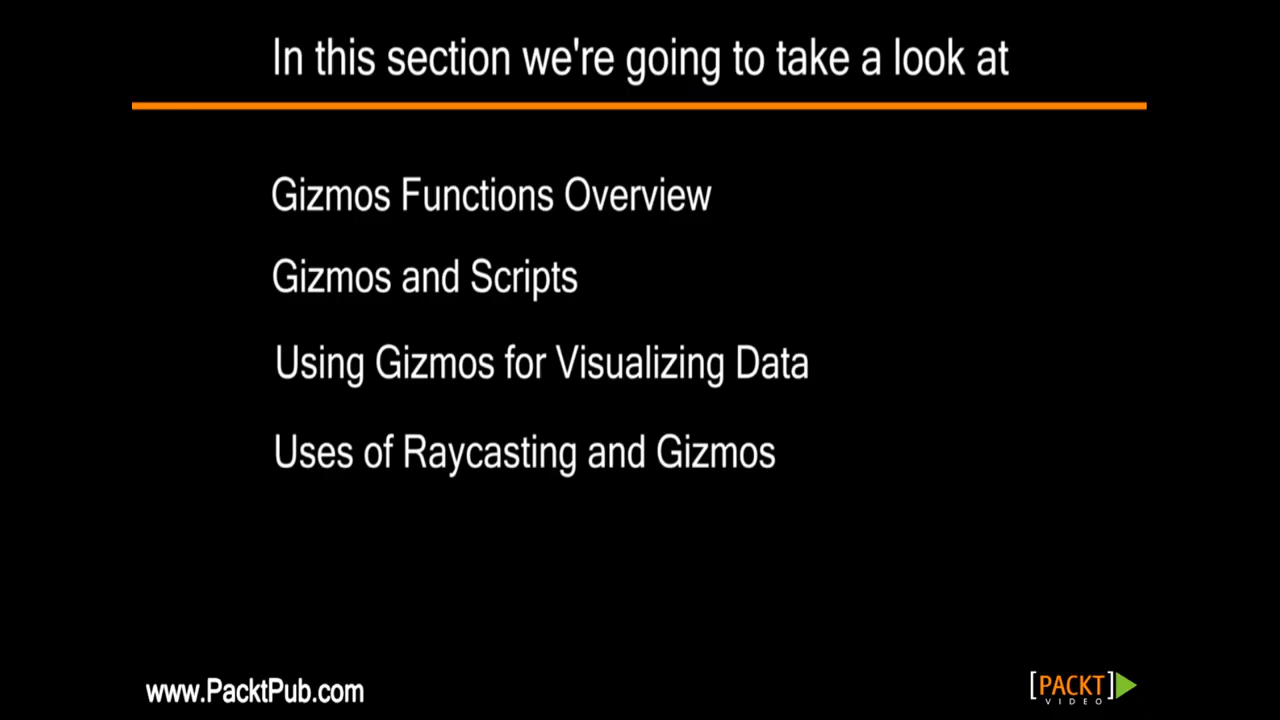 In this section we're going to take a look at
Gizmos Functions Overview
Gizmos and Scripts
Using Gizmos for Visualizing Data
Uses of Raycasting and Gizmos
www.PacktPub.com
[PACKT]
VIDEO